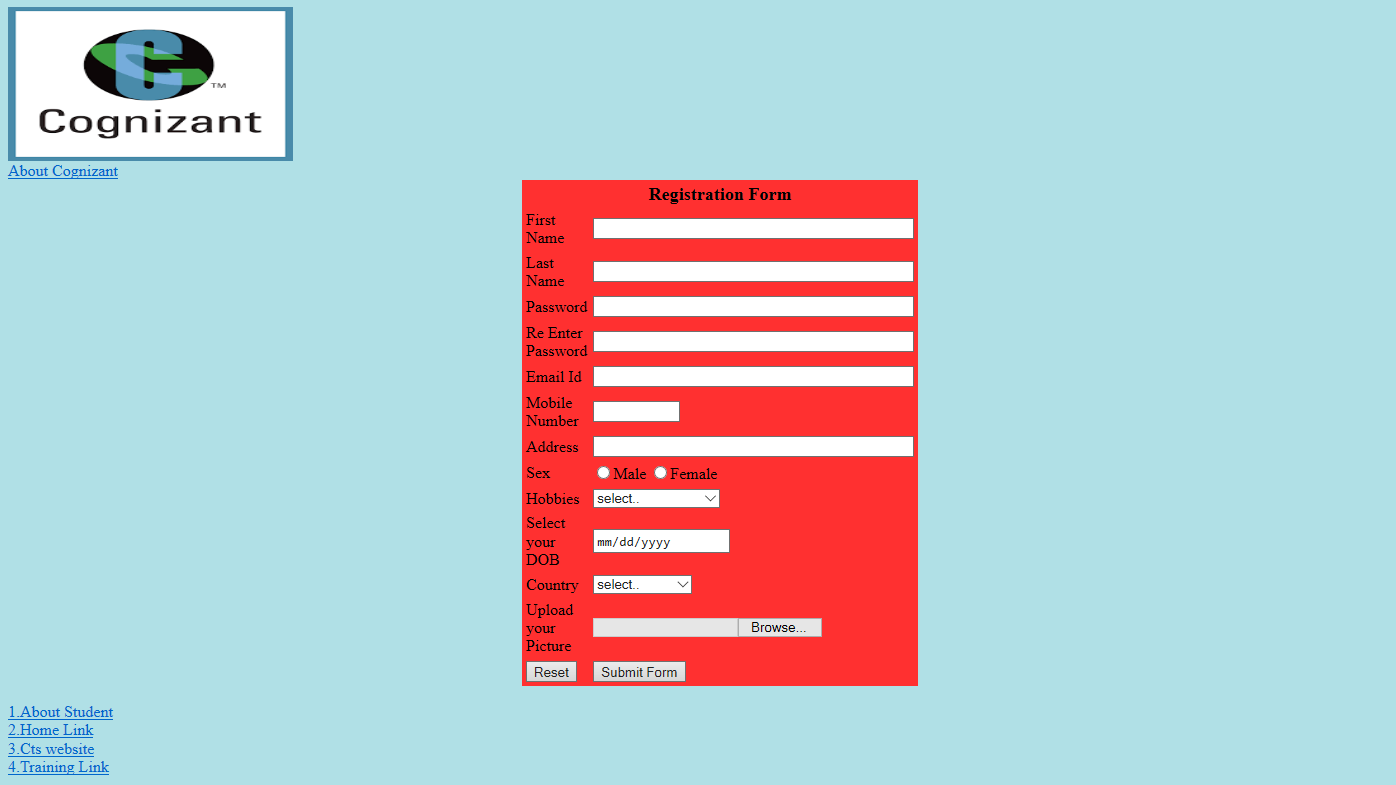 TM
Cognizant
About Cognizant
Registration Form
First
Name
Last
Name
Password
Re Enter
Password
Email Id
Mobile
Number
Address
Sex Male Female
Hobbies select..
Select
your
DOB mm/dd/yyyy
Country select..
Upload
your
Picture Browse...
Reset Submit Form
1.About Student
2.Home Link
3.Cts website
4.Training Link